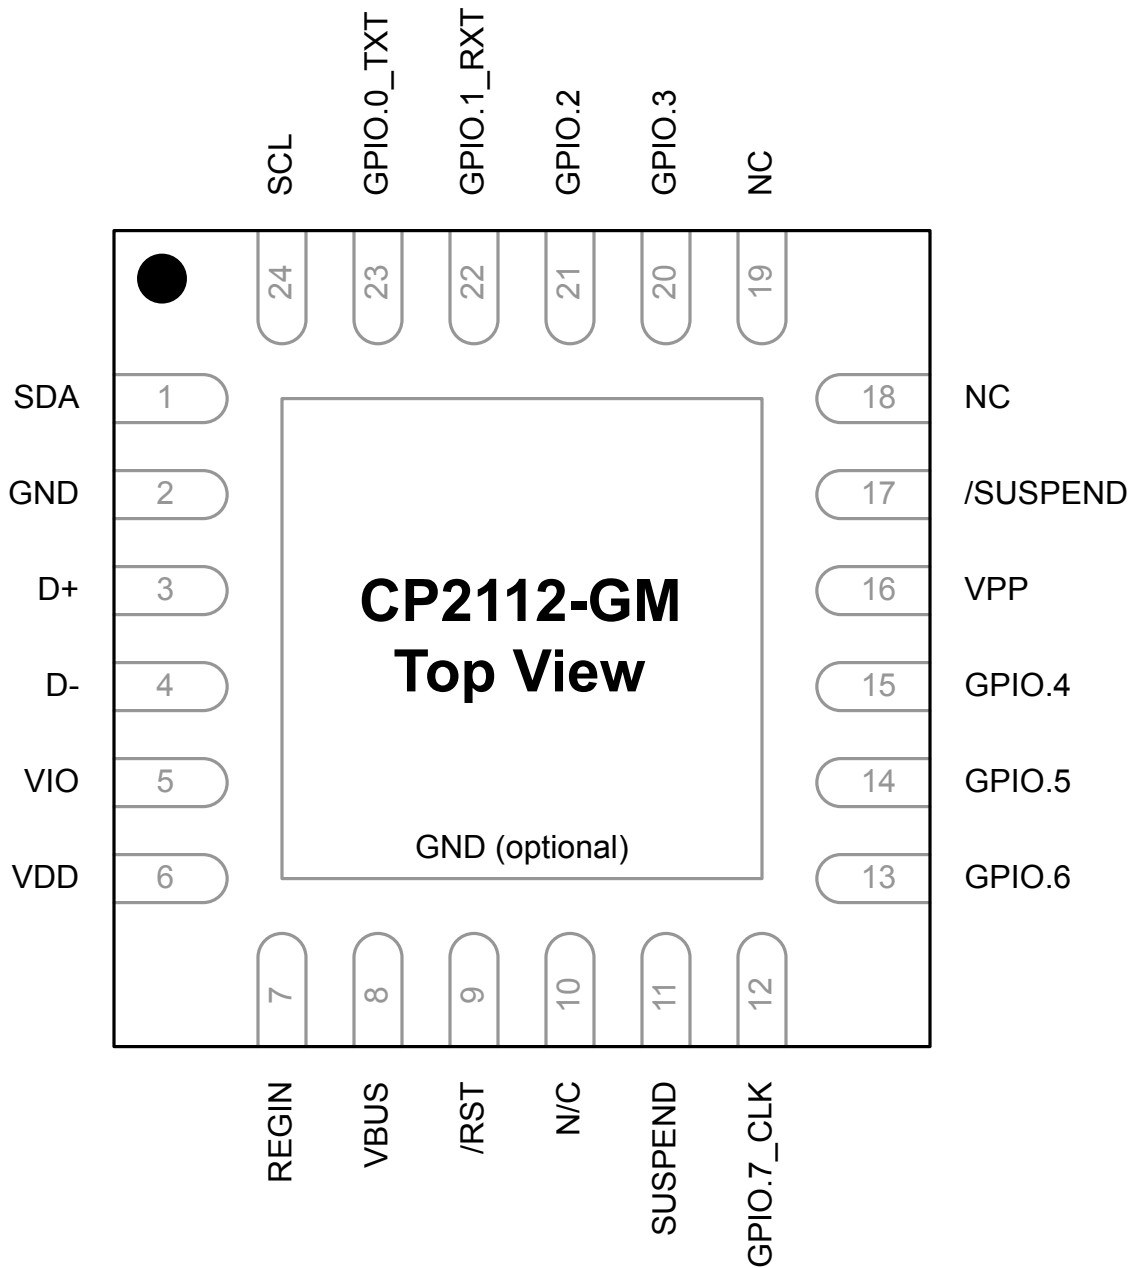 SCL
GPIO.0_TXT
GPIO.1_RXT
GPIO.2
GPIO.3
NC
24
23
22
21
20
19
SDA 1
18 NC
GND 2
17 /SUSPEND
D+ 3
16 VPP
CP2112-GM
Top View
D- 4
15 GPIO.4
VIO 5
14 GPIO.5
GND (optional)
VDD 6
13 GPIO.6
7
8
9
10
11
12
REGIN
VBUS
/RST
N/C
SUSPEND
GPIO.7_CLK